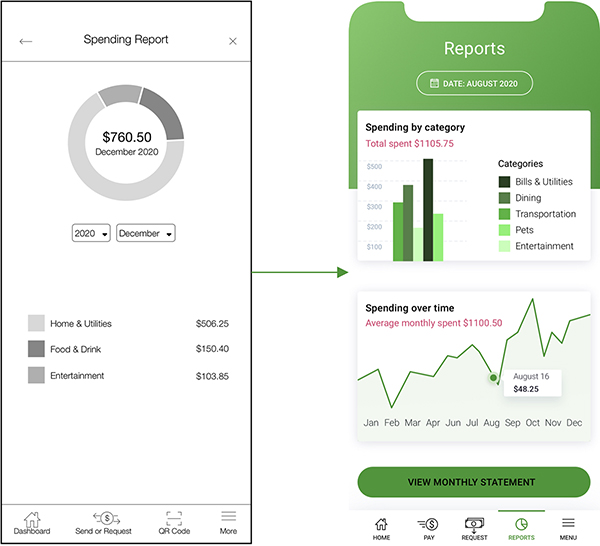 Spending Report
$760.50
December 2020
2020
December
Home & Utilities $506.25
Food & Drink $150.40
Entertainment $103.85
Dashboard Send or Request QR Code More
Reports
DATE: AUGUST 2020
Spending by category
Total spent $1105.75
$500
$400
$300
$200
$100
Categories
Bills & Utilities
Dining
Transportation
Pets
Entertainment
Spending over time
Average monthly spent $1100.50
August 16
$48.25
Jan Feb Mar Apr Jun Jul Aug Sep Oct Nov Dec
VIEW MONTHLY STATEMENT
HOME PAY REQUEST REPORTS MENU